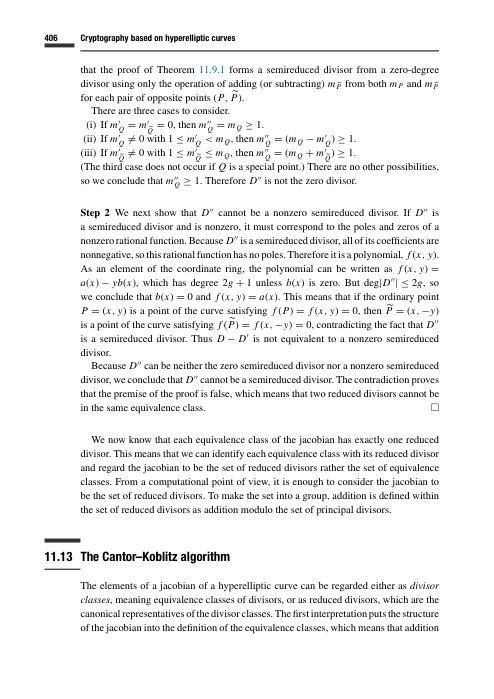 406 Cryptography based on hyperelliptic curves
that the proof of Theorem 11.9.1 forms a semireduced divisor from a zero-degree
divisor using only the operation of adding (or subtracting) m_P̃ from both m_P and m_P̃
for each pair of opposite points (P, P̃).
There are three cases to consider.
(i) If m′_Q = m′_Q̃ = 0, then m″_Q = m_Q ≥ 1.
(ii) If m′_Q ≠ 0 with 1 ≤ m′_Q < m_Q, then m″_Q = (m_Q − m′_Q) ≥ 1.
(iii) If m′_Q̃ ≠ 0 with 1 ≤ m′_Q̃ ≤ m_Q, then m″_Q = (m_Q + m′_Q̃) ≥ 1.
(The third case does not occur if Q is a special point.) There are no other possibilities,
so we conclude that m″_Q ≥ 1. Therefore D″ is not the zero divisor.
Step 2 We next show that D″ cannot be a nonzero semireduced divisor. If D″ is
a semireduced divisor and is nonzero, it must correspond to the poles and zeros of a
nonzero rational function. Because D″ is a semireduced divisor, all of its coefficients are
nonnegative, so this rational function has no poles. Therefore it is a polynomial, f(x, y).
As an element of the coordinate ring, the polynomial can be written as f(x, y) =
a(x) − yb(x), which has degree 2g + 1 unless b(x) is zero. But deg|D″| ≤ 2g, so
we conclude that b(x) = 0 and f(x, y) = a(x). This means that if the ordinary point
P = (x, y) is a point of the curve satisfying f(P) = f(x, y) = 0, then P̃ = (x, −y)
is a point of the curve satisfying f(P̃) = f(x, −y) = 0, contradicting the fact that D″
is a semireduced divisor. Thus D − D′ is not equivalent to a nonzero semireduced
divisor.
Because D″ can be neither the zero semireduced divisor nor a nonzero semireduced
divisor, we conclude that D″ cannot be a semireduced divisor. The contradiction proves
that the premise of the proof is false, which means that two reduced divisors cannot be
in the same equivalence class. □
We now know that each equivalence class of the jacobian has exactly one reduced
divisor. This means that we can identify each equivalence class with its reduced divisor
and regard the jacobian to be the set of reduced divisors rather the set of equivalence
classes. From a computational point of view, it is enough to consider the jacobian to
be the set of reduced divisors. To make the set into a group, addition is defined within
the set of reduced divisors as addition modulo the set of principal divisors.
11.13 The Cantor–Koblitz algorithm
The elements of a jacobian of a hyperelliptic curve can be regarded either as divisor
classes, meaning equivalence classes of divisors, or as reduced divisors, which are the
canonical representatives of the divisor classes. The first interpretation puts the structure
of the jacobian into the definition of the equivalence classes, which means that addition